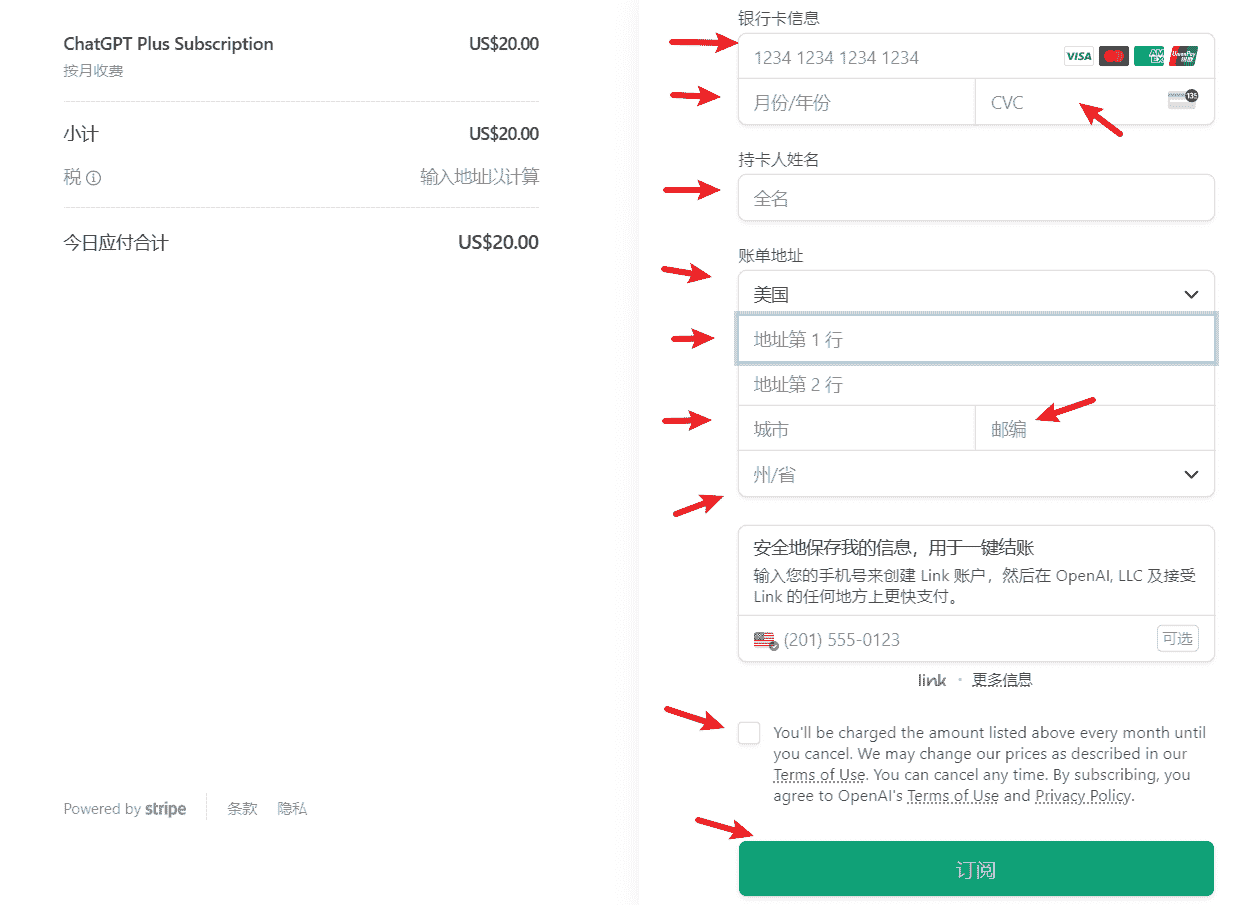 ChatGPT Plus Subscription US$20.00
按月收费
小计 US$20.00
税 输入地址以计算
今日应付合计 US$20.00
Powered by stripe 条款 隐私
银行卡信息
1234 1234 1234 1234 VISA AMEX UnionPay 银联
月份/年份 CVC 135
持卡人姓名
全名
账单地址
美国
地址第 1 行
地址第 2 行
城市 邮编
州/省
安全地保存我的信息，用于一键结账
输入您的手机号来创建 Link 账户，然后在 OpenAI, LLC 及接受
Link 的任何地方上更快支付。
(201) 555-0123 可选
link · 更多信息
You'll be charged the amount listed above every month until
you cancel. We may change our prices as described in our
Terms of Use. You can cancel any time. By subscribing, you
agree to OpenAI's Terms of Use and Privacy Policy.
订阅